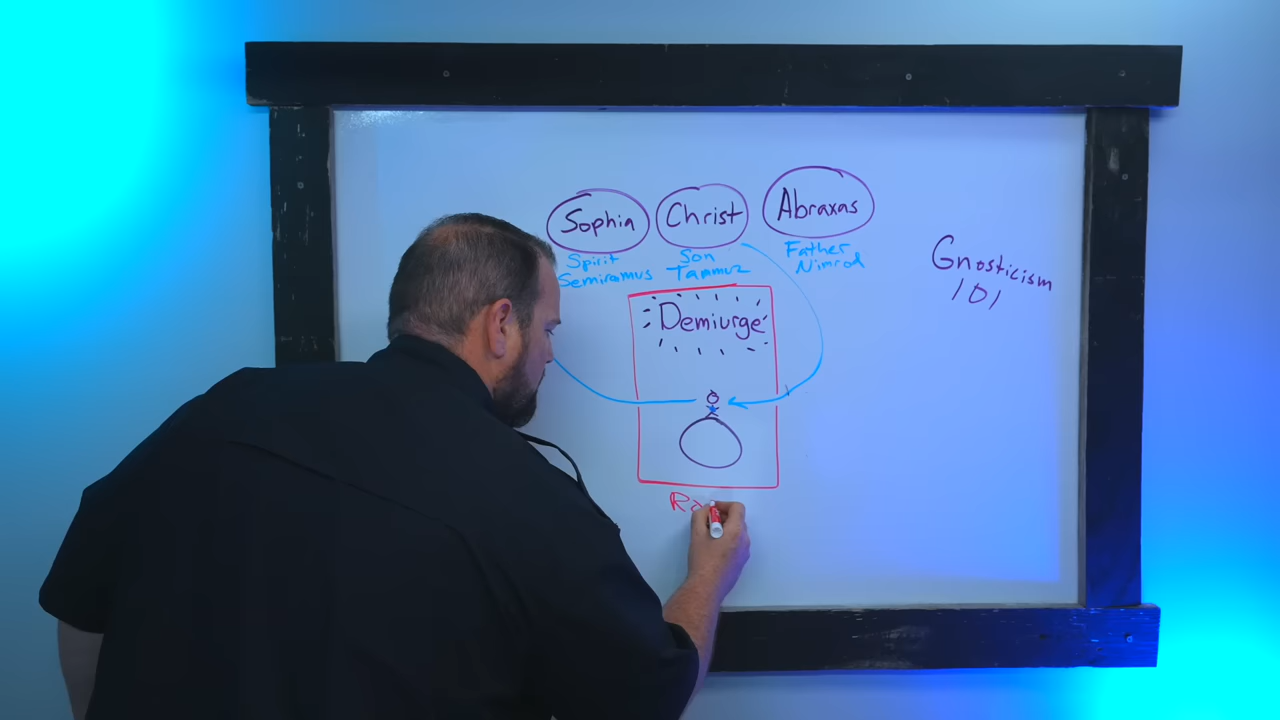 Sophia
Christ
Abraxas
Spirit
Semiramus
Son
Tammuz
Father
Nimrod
Gnosticism
101
Demiurge